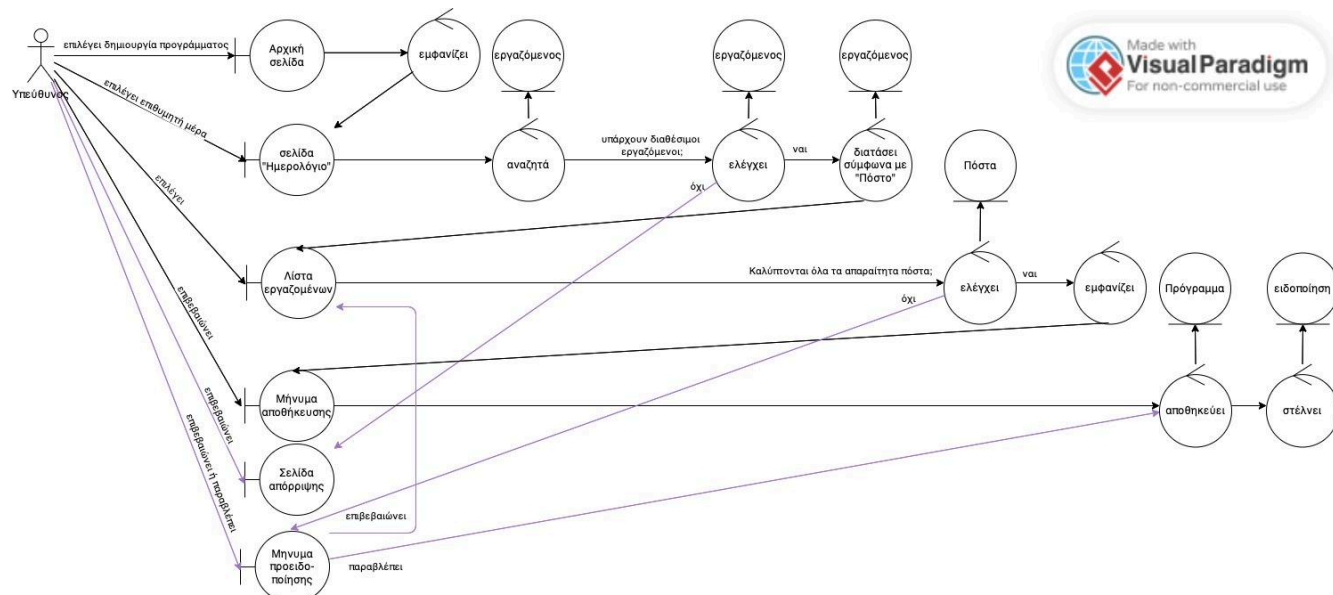 επιλέγει δημιουργία προγράμματος
Αρχική
σελίδα
εμφανίζει
εργαζόμενος
εργαζόμενος
εργαζόμενος
Made with
VisualParadigm
For non-commercial use
Υπεύθυνος
επιλέγει επιθυμητή μέρα
σελίδα
"Ημερολόγιο"
αναζητά
υπάρχουν διαθέσιμοι
εργαζόμενοι;
ελέγχει
ναι
διατάσει
σύμφωνα με
"Πόστο"
Πόστα
όχι
επιλέγει
Λίστα
εργαζομένων
Καλύπτονται όλα τα απαραίτητα πόστα;
ελέγχει
ναι
εμφανίζει
Πρόγραμμα
ειδοποίηση
όχι
επιβεβαιώνει
Μήνυμα
αποθήκευσης
αποθηκεύει
στέλνει
επιβεβαιώνει
Σελίδα
απόρριψης
επιβεβαιώνει ή παραβλέπει
επιβεβαιώνει
Μηνυμα
προειδο-
ποίησης
παραβλέπει